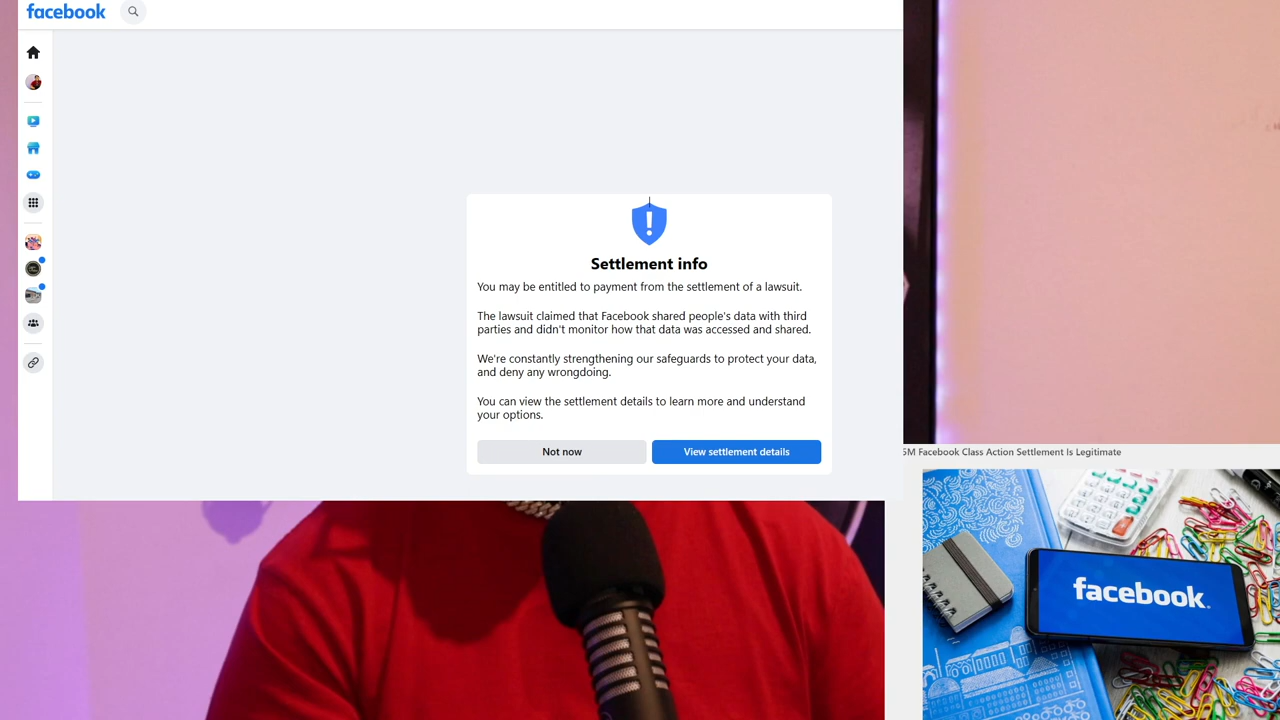 facebook
Settlement info
You may be entitled to payment from the settlement of a lawsuit.
The lawsuit claimed that Facebook shared people's data with third
parties and didn't monitor how that data was accessed and shared.
We're constantly strengthening our safeguards to protect your data,
and deny any wrongdoing.
You can view the settlement details to learn more and understand
your options.
Not now
View settlement details
5M Facebook Class Action Settlement Is Legitimate
facebook.